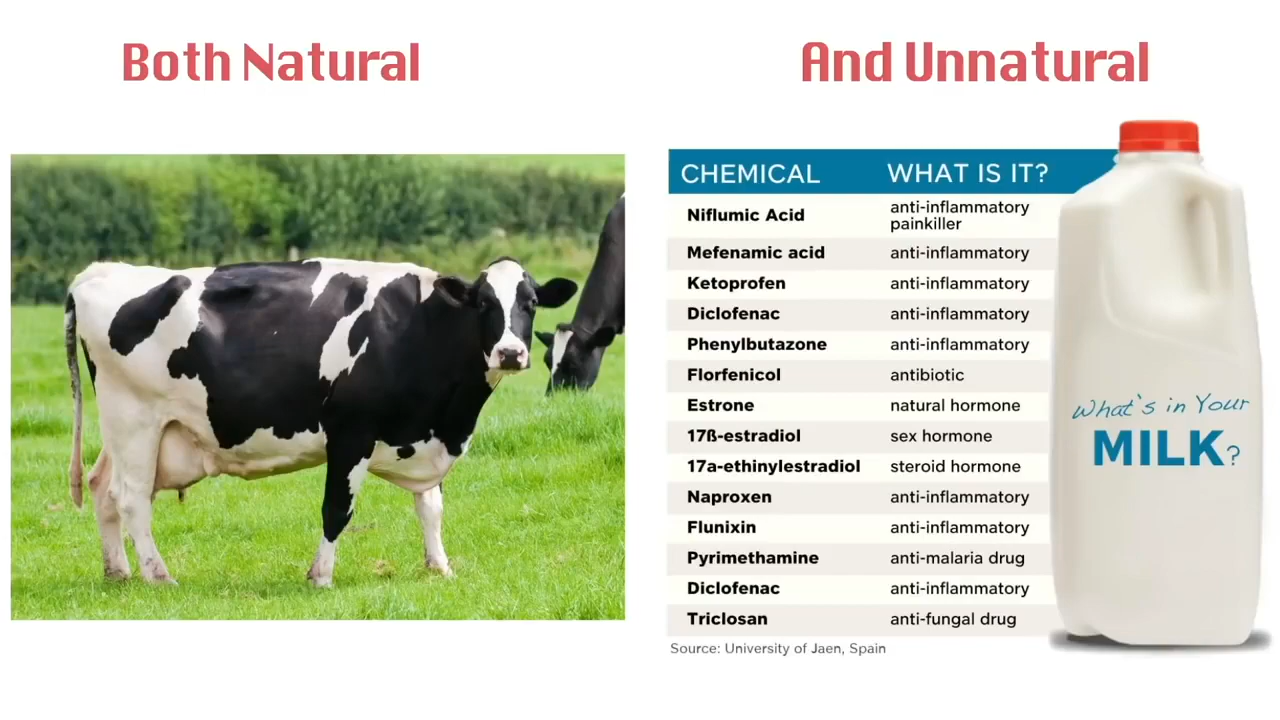 Both Natural
And Unnatural
CHEMICAL WHAT IS IT?
Niflumic Acid anti-inflammatory painkiller
Mefenamic acid anti-inflammatory
Ketoprofen anti-inflammatory
Diclofenac anti-inflammatory
Phenylbutazone anti-inflammatory
Florfenicol antibiotic
Estrone natural hormone
17ß-estradiol sex hormone
17a-ethinylestradiol steroid hormone
Naproxen anti-inflammatory
Flunixin anti-inflammatory
Pyrimethamine anti-malaria drug
Diclofenac anti-inflammatory
Triclosan anti-fungal drug
Source: University of Jaen, Spain
What's in Your
MILK?